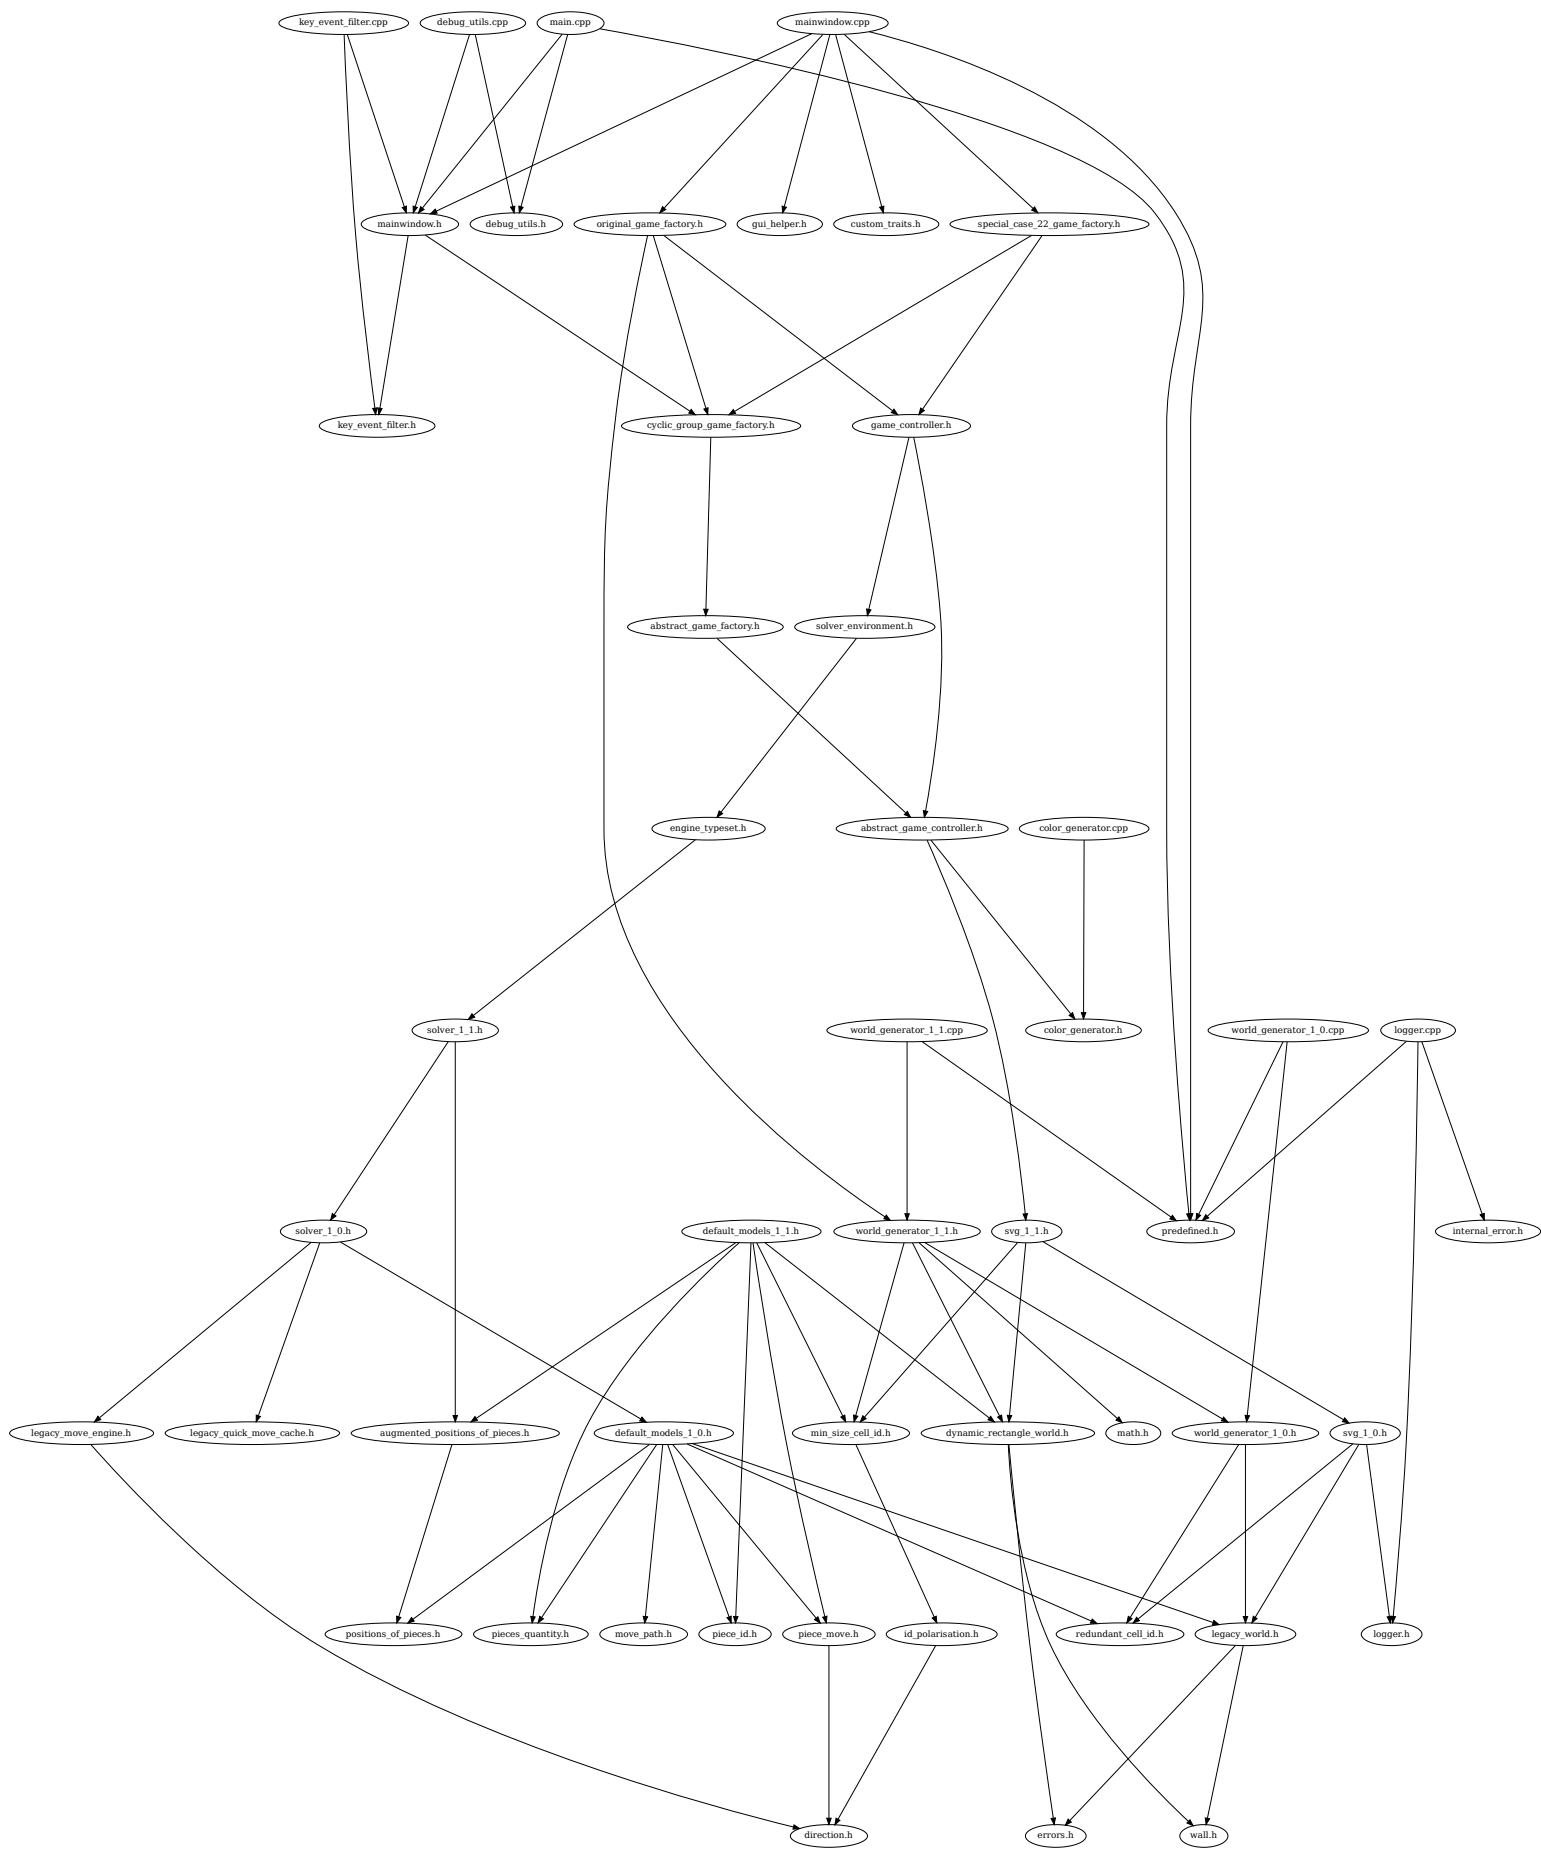 key_event_filter.cpp
debug_utils.cpp
main.cpp
mainwindow.cpp
mainwindow.h
debug_utils.h
original_game_factory.h
gui_helper.h
custom_traits.h
special_case_22_game_factory.h
key_event_filter.h
cyclic_group_game_factory.h
game_controller.h
abstract_game_factory.h
solver_environment.h
engine_typeset.h
abstract_game_controller.h
color_generator.cpp
solver_1_1.h
world_generator_1_1.cpp
color_generator.h
world_generator_1_0.cpp
logger.cpp
solver_1_0.h
default_models_1_1.h
world_generator_1_1.h
svg_1_1.h
predefined.h
internal_error.h
legacy_move_engine.h
legacy_quick_move_cache.h
augmented_positions_of_pieces.h
default_models_1_0.h
min_size_cell_id.h
dynamic_rectangle_world.h
math.h
world_generator_1_0.h
svg_1_0.h
positions_of_pieces.h
pieces_quantity.h
move_path.h
piece_id.h
piece_move.h
id_polarisation.h
redundant_cell_id.h
legacy_world.h
logger.h
direction.h
errors.h
wall.h